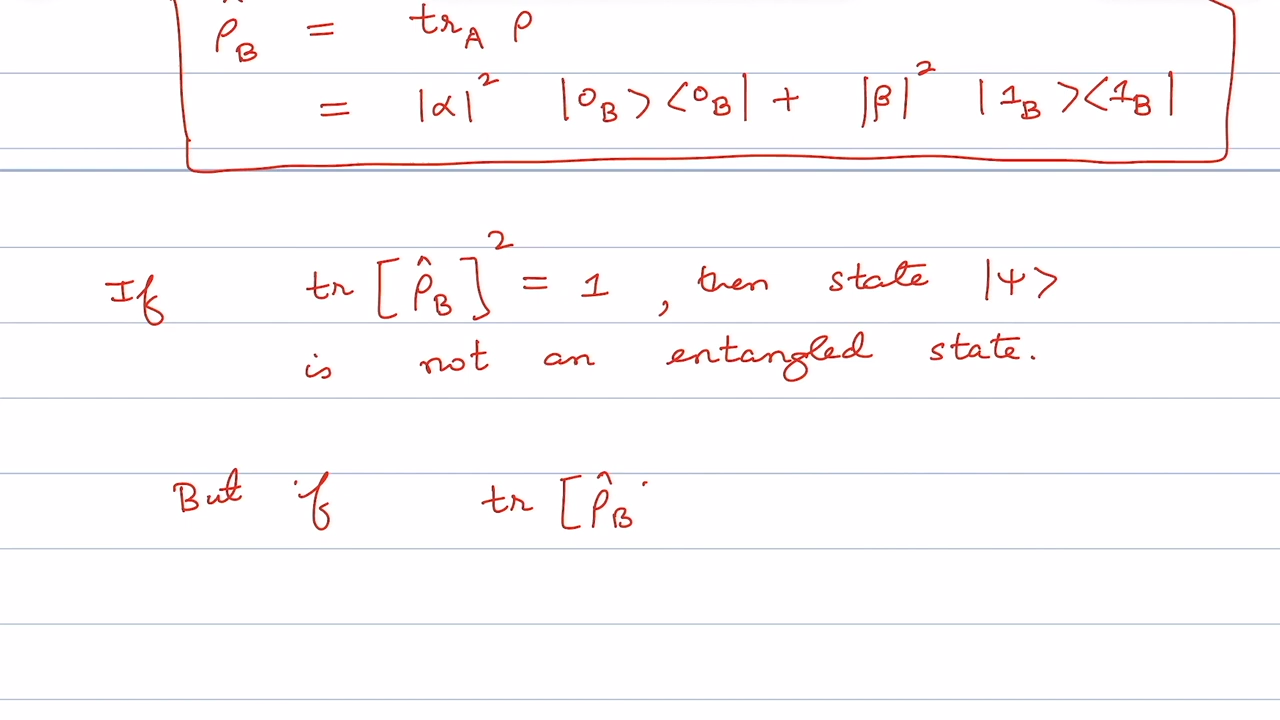 ρ̂_B = tr_A ρ
= |α|² |0_B><0_B| + |β|² |1_B><1_B|
If tr [ρ̂_B]² = 1, then state |ψ>
is not an entangled state.
But if tr [ρ̂_B